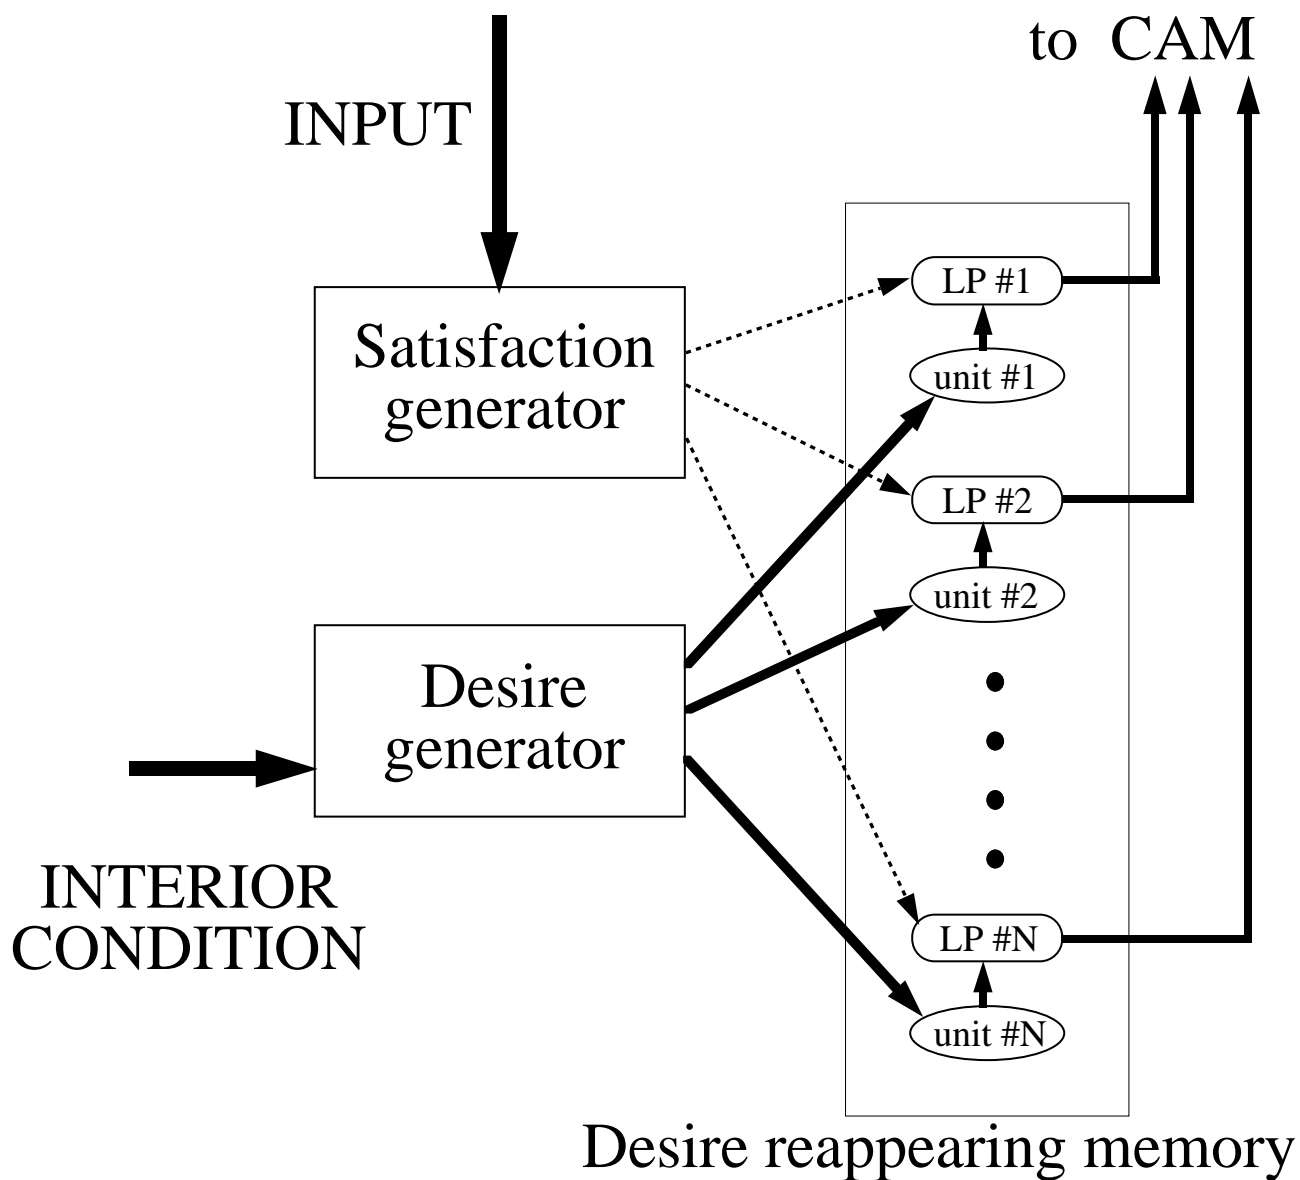 to CAM
INPUT
LP #1
Satisfaction
generator
unit #1
LP #2
unit #2
Desire
generator
INTERIOR
CONDITION
LP #N
unit #N
Desire reappearing memory